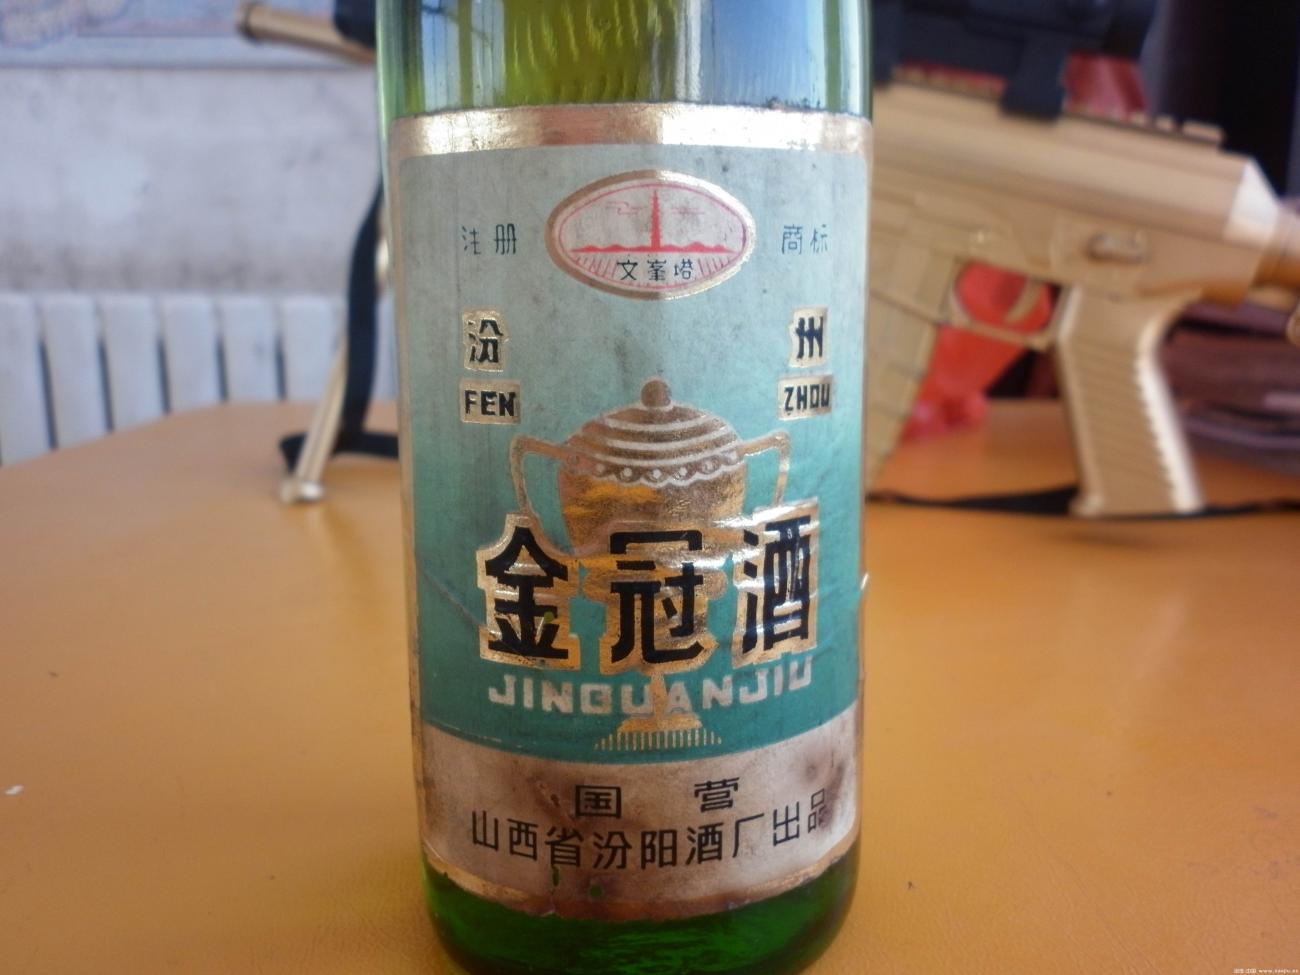 注册 商标
文峯塔
汾 州
FEN ZHOU
金冠酒
JINGUANJIU
国营
山西省汾阳酒厂出品